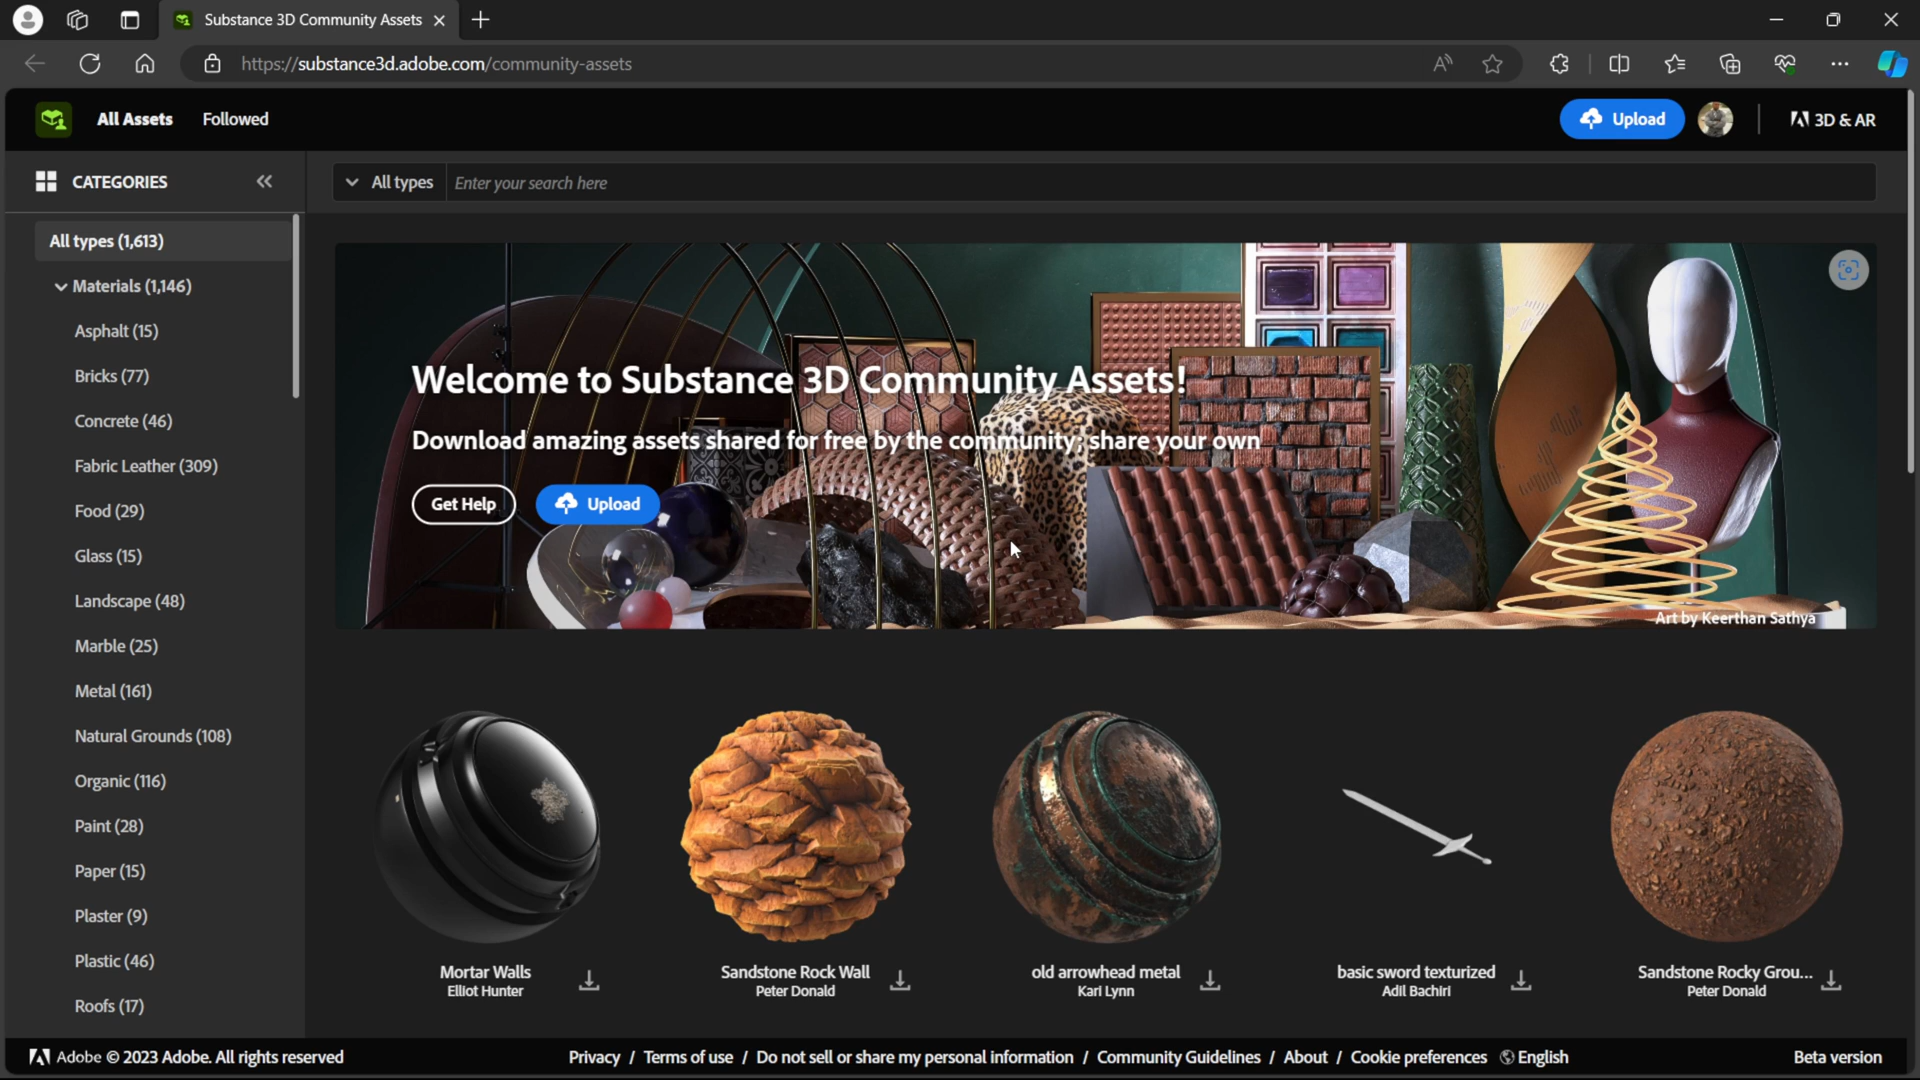 Substance 3D Community Assets
https://substance3d.adobe.com/community-assets
All Assets
Followed
Upload
3D & AR
CATEGORIES
All types
Enter your search here
All types (1,613)
Materials (1,146)
Asphalt (15)
Bricks (77)
Concrete (46)
Fabric Leather (309)
Food (29)
Glass (15)
Landscape (48)
Marble (25)
Metal (161)
Natural Grounds (108)
Organic (116)
Paint (28)
Paper (15)
Plaster (9)
Plastic (46)
Roofs (17)
Welcome to Substance 3D Community Assets!
Download amazing assets shared for free by the community; share your own
Get Help
Upload
Art by Keerthan Sathya
Mortar Walls
Elliot Hunter
Sandstone Rock Wall
Peter Donald
old arrowhead metal
Kari Lynn
basic sword texturized
Adil Bachiri
Sandstone Rocky Grou...
Peter Donald
Adobe © 2023 Adobe. All rights reserved
Privacy / Terms of use / Do not sell or share my personal information / Community Guidelines / About / Cookie preferences English
Beta version